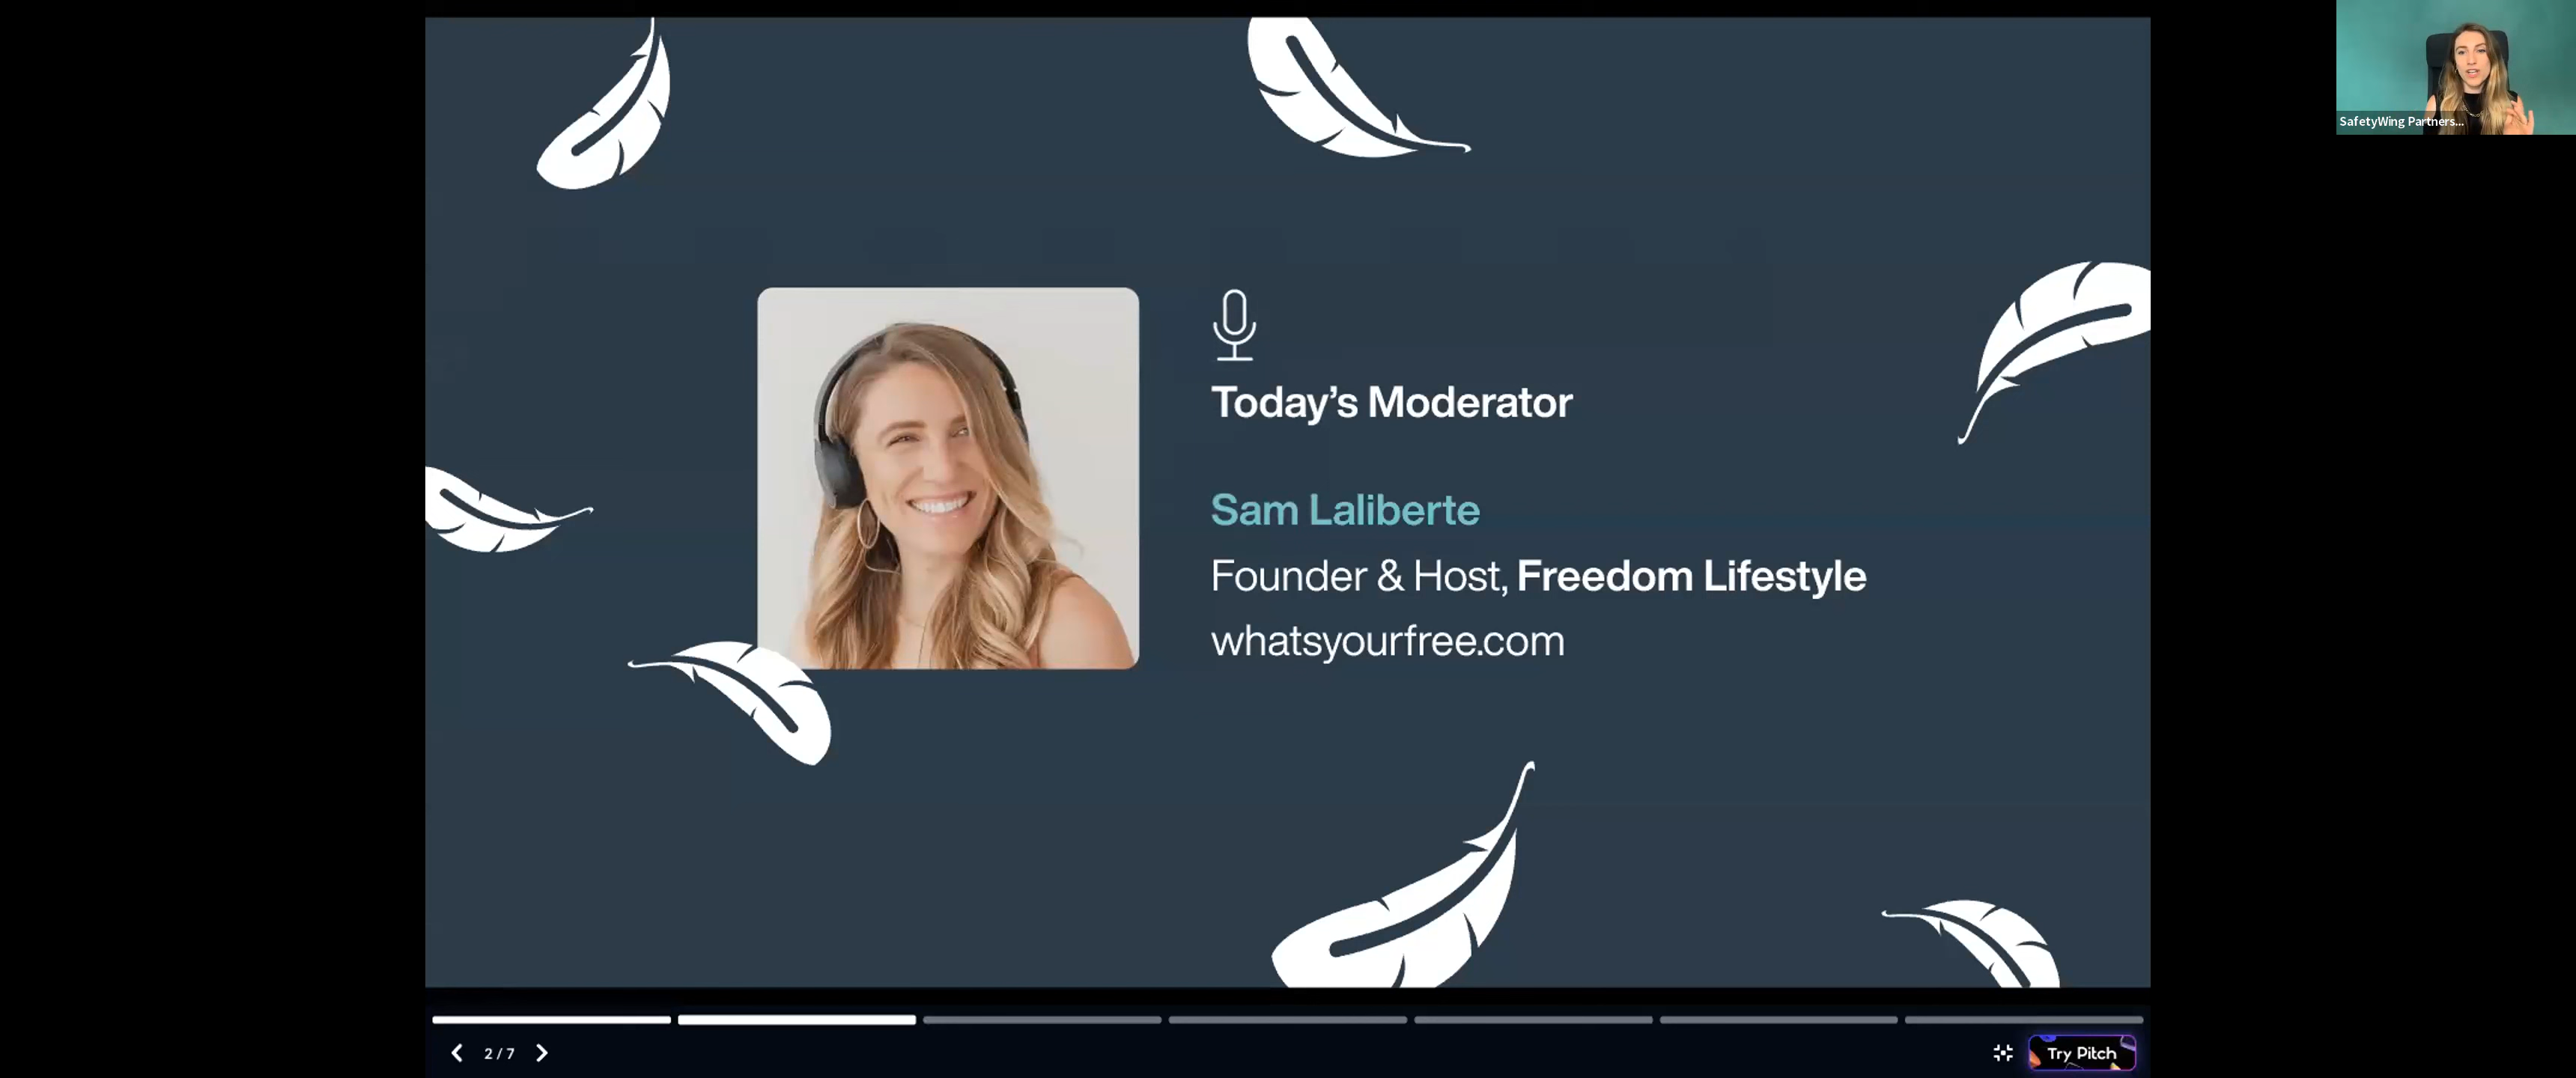 SafetyWing Partners...
Today's Moderator
Sam Laliberte
Founder & Host, Freedom Lifestyle
whatsyourfree.com
2 / 7
Try Pitch